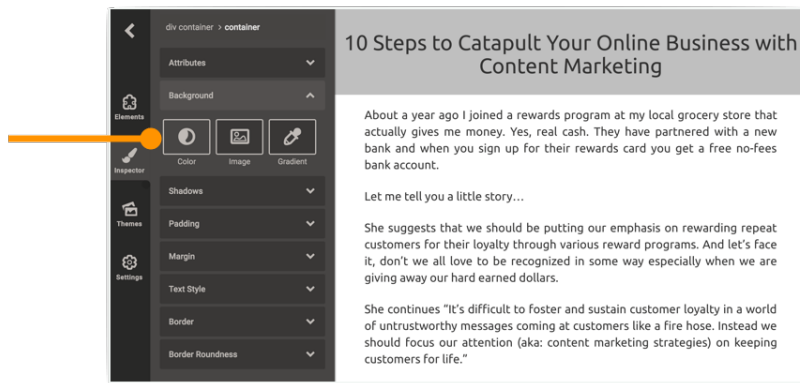 div container > container
Attributes
Background
Color Image Gradient
Shadows
Padding
Margin
Text Style
Border
Border Roundness
Elements
Inspector
Themes
Settings
10 Steps to Catapult Your Online Business with
Content Marketing
About a year ago I joined a rewards program at my local grocery store that
actually gives me money. Yes, real cash. They have partnered with a new
bank and when you sign up for their rewards card you get a free no-fees
bank account.
Let me tell you a little story…
She suggests that we should be putting our emphasis on rewarding repeat
customers for their loyalty through various reward programs. And let’s face
it, don’t we all love to be recognized in some way especially when we are
giving away our hard earned dollars.
She continues “It’s difficult to foster and sustain customer loyalty in a world
of untrustworthy messages coming at customers like a fire hose. Instead we
should focus our attention (aka: content marketing strategies) on keeping
customers for life.”